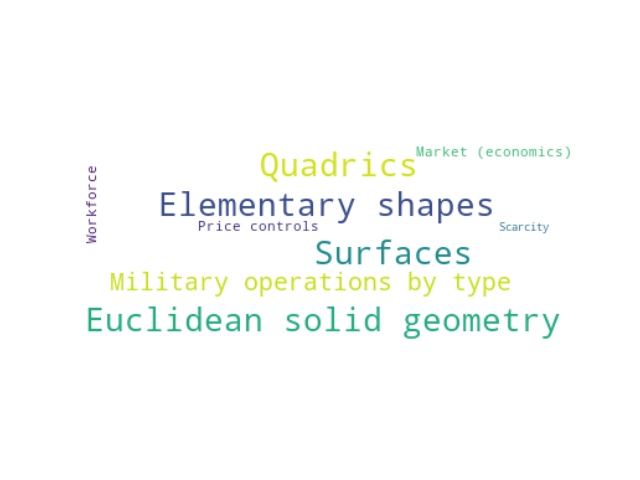 Market (economics)
Quadrics
Workforce
Elementary shapes
Price controls
Scarcity
Surfaces
Military operations by type
Euclidean solid geometry